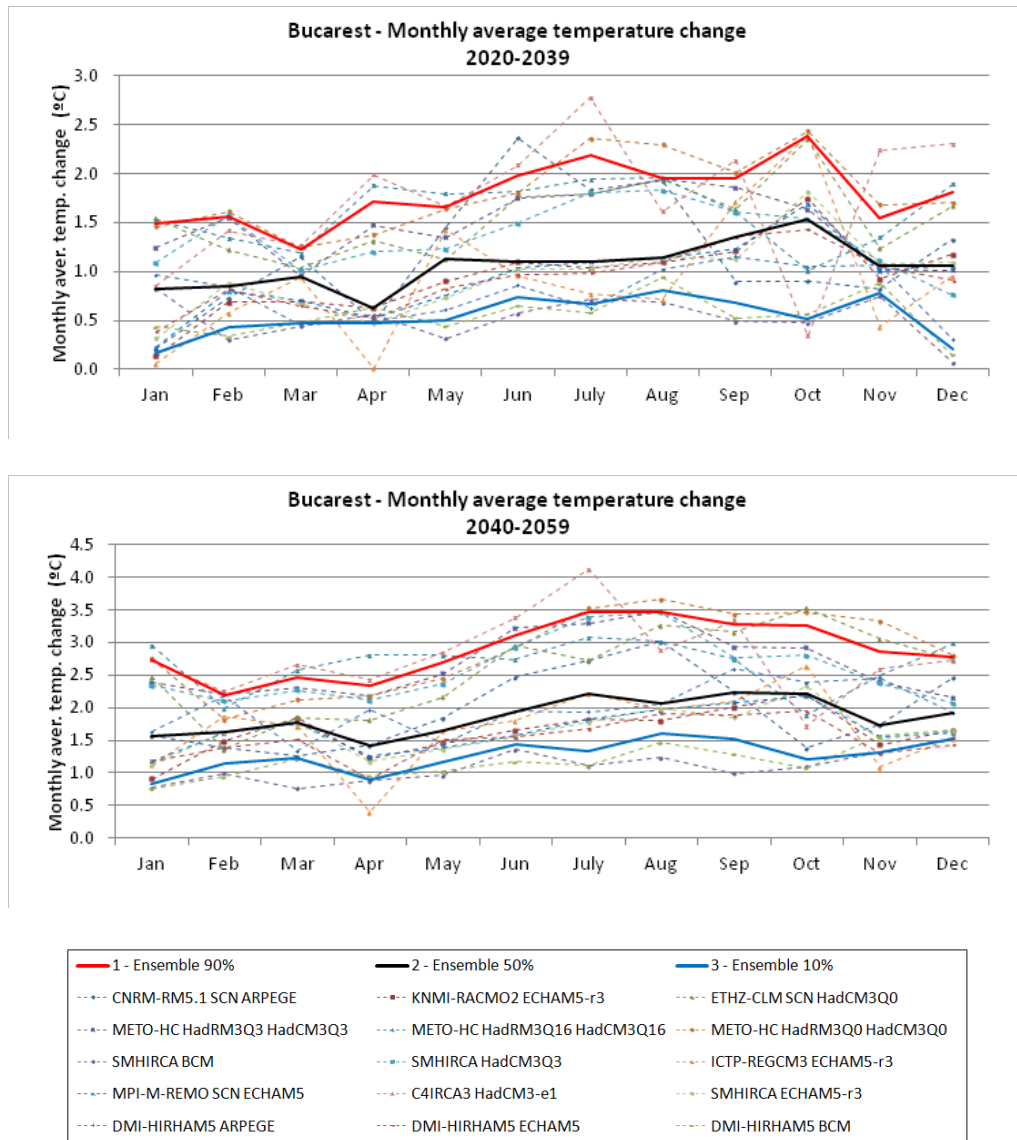 Bucarest - Monthly average temperature change
2020-2039
Monthly aver. temp. change (ºC)
3.0
2.5
2.0
1.5
1.0
0.5
0.0
Jan Feb Mar Apr May Jun July Aug Sep Oct Nov Dec
Bucarest - Monthly average temperature change
2040-2059
Monthly aver. temp. change (ºC)
4.5
4.0
3.5
3.0
2.5
2.0
1.5
1.0
0.5
0.0
Jan Feb Mar Apr May Jun July Aug Sep Oct Nov Dec
1 - Ensemble 90% 2 - Ensemble 50% 3 - Ensemble 10%
CNRM-RM5.1 SCN ARPEGE KNMI-RACMO2 ECHAM5-r3 ETHZ-CLM SCN HadCM3Q0
METO-HC HadRM3Q3 HadCM3Q3 METO-HC HadRM3Q16 HadCM3Q16 METO-HC HadRM3Q0 HadCM3Q0
SMHIRCA BCM SMHIRCA HadCM3Q3 ICTP-REGCM3 ECHAM5-r3
MPI-M-REMO SCN ECHAM5 C4IRCA3 HadCM3-e1 SMHIRCA ECHAM5-r3
DMI-HIRHAM5 ARPEGE DMI-HIRHAM5 ECHAM5 DMI-HIRHAM5 BCM